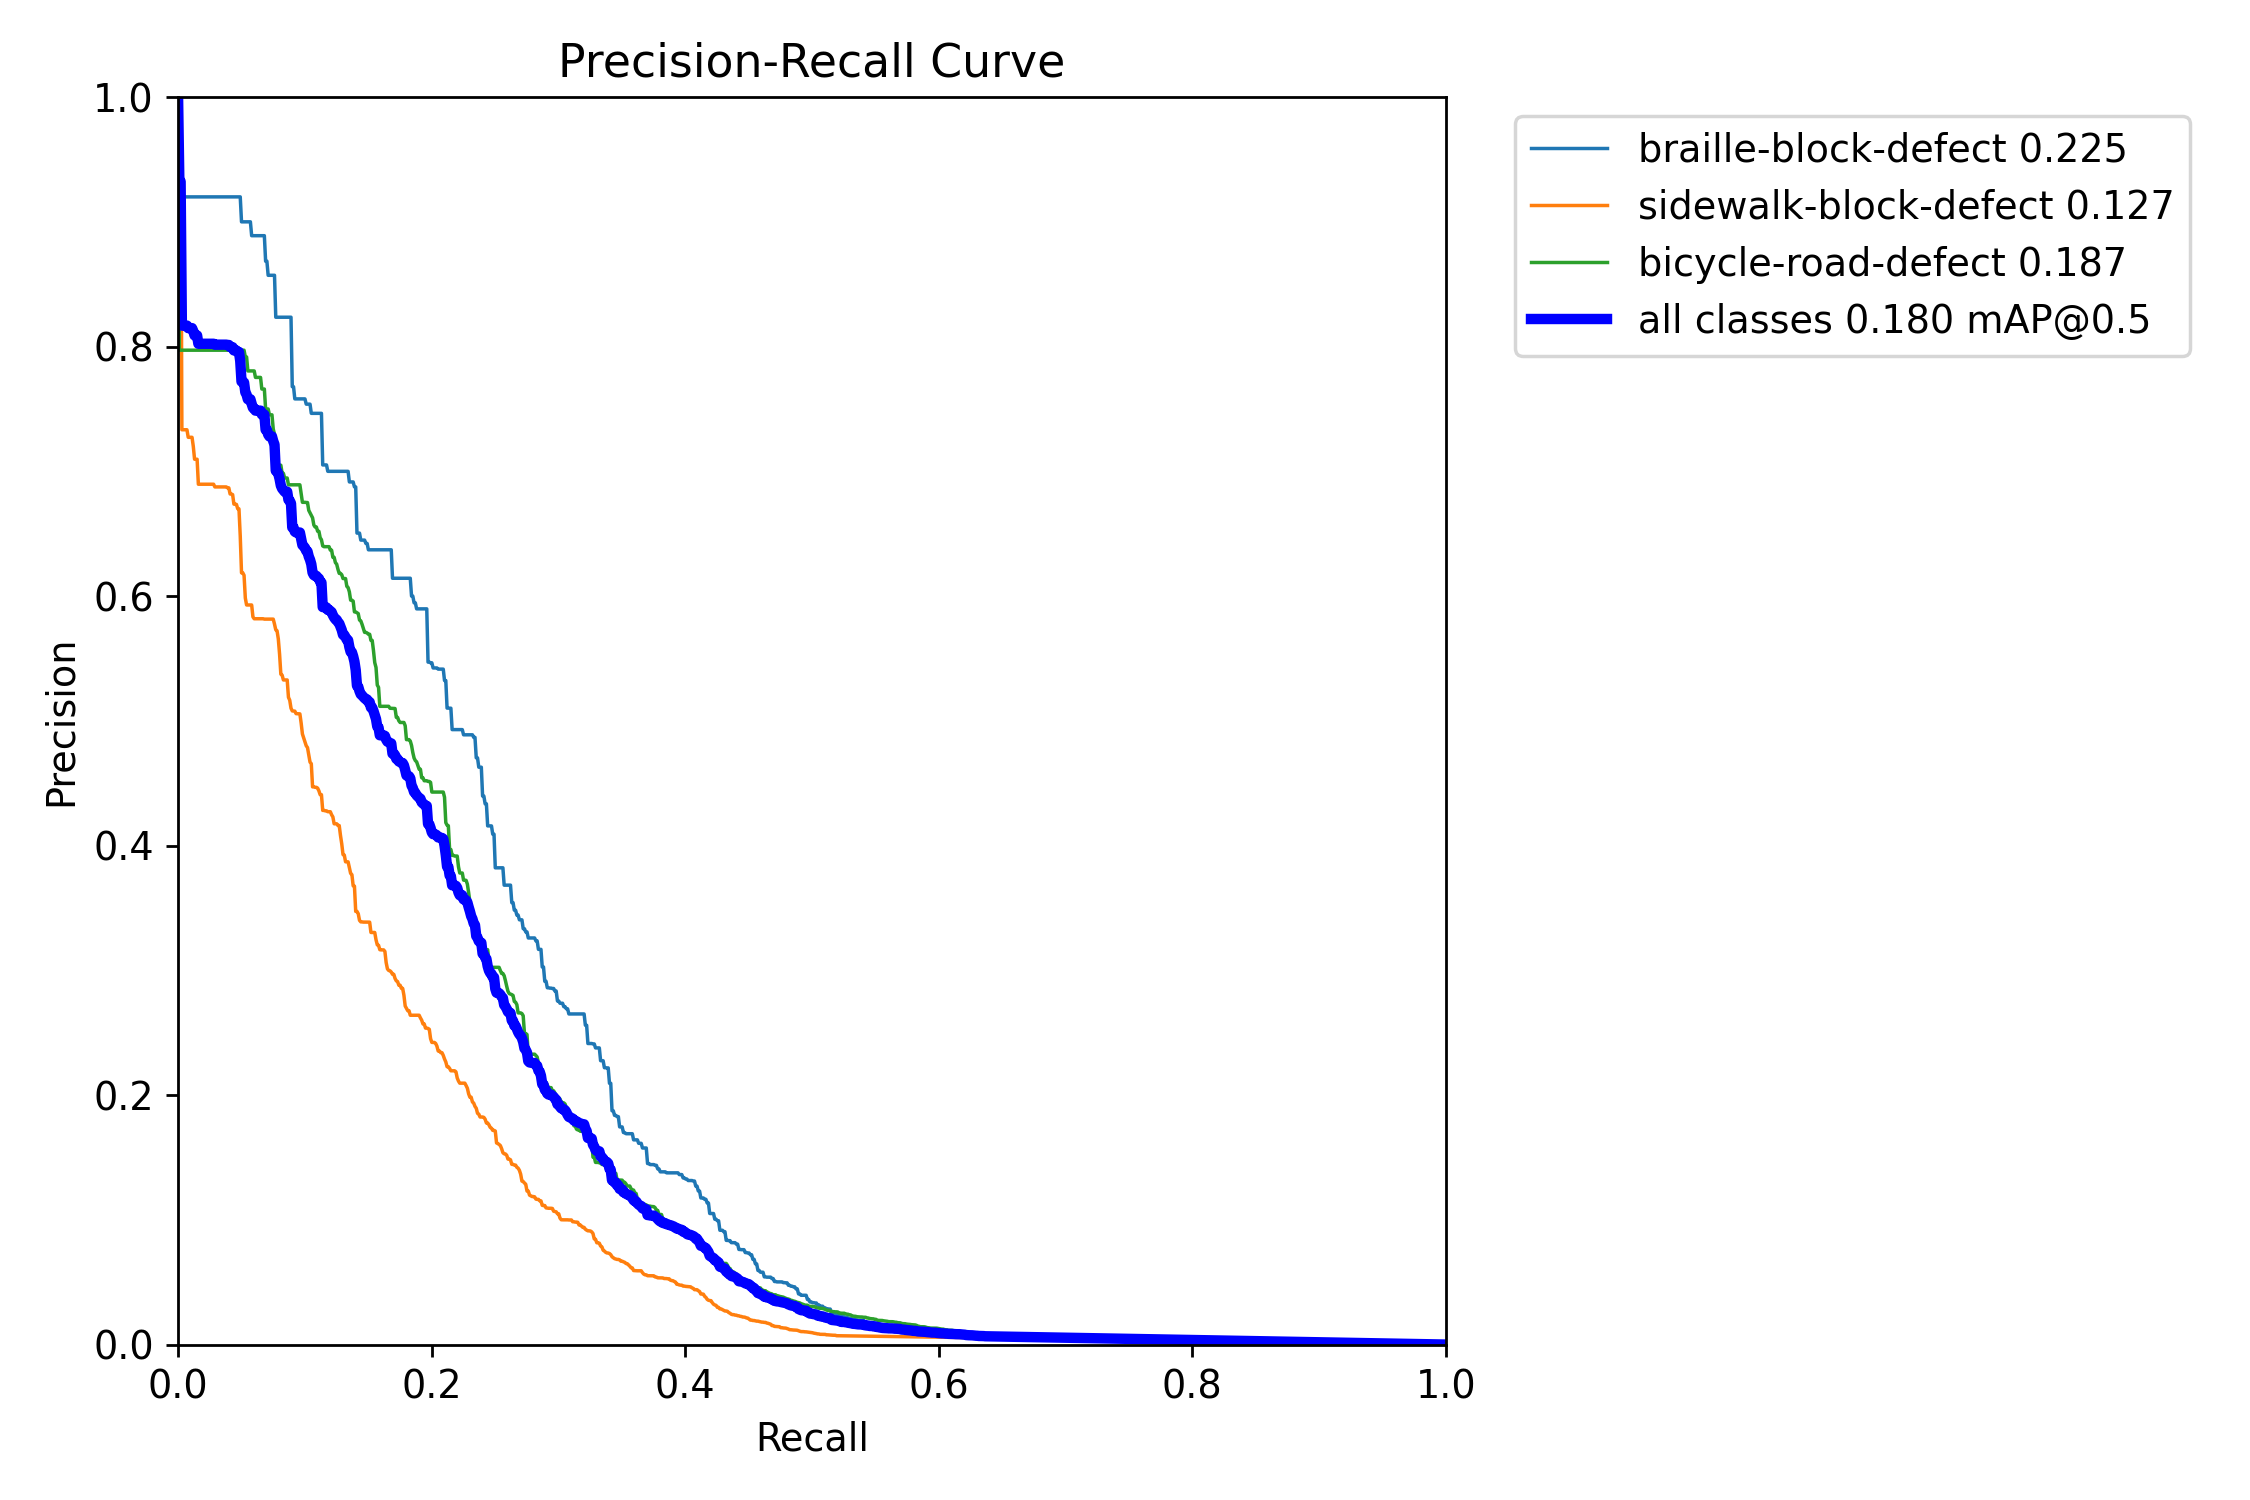 Precision-Recall Curve
1.0
0.8
0.6
0.4
0.2
0.0
Precision
0.0 0.2 0.4 0.6 0.8 1.0
Recall
braille-block-defect 0.225
sidewalk-block-defect 0.127
bicycle-road-defect 0.187
all classes 0.180 mAP@0.5